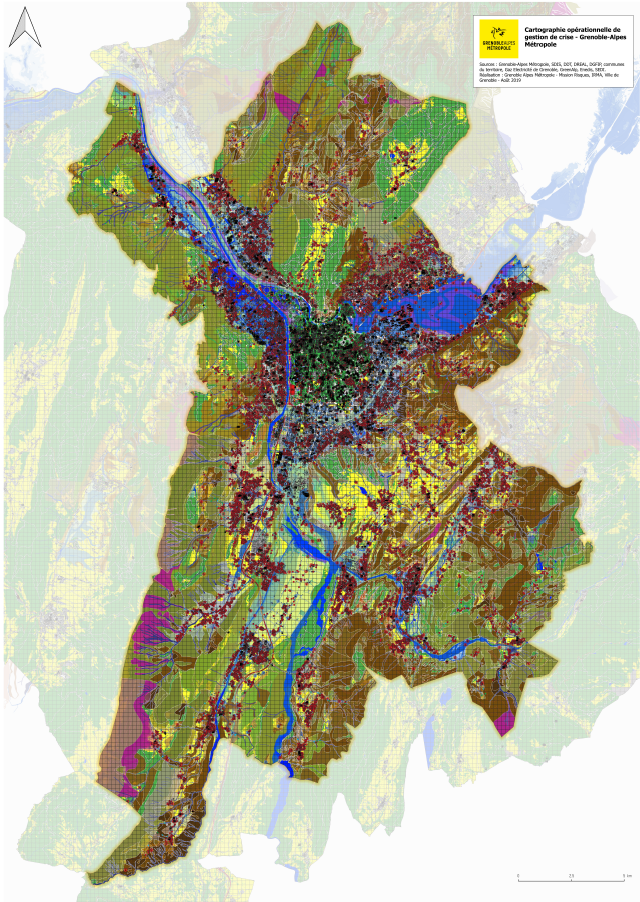 Cartographie opérationnelle de
gestion de crise - Grenoble-Alpes
Métropole
GRENOBLEALPES
MÉTROPOLE
Sources : Grenoble-Alpes Métropole, SDIS, DDT, DREAL, DGFIP, communes
du territoire, Gaz Electricité de Grenoble, GreenAlp, Enedis, SEDI.
Réalisation : Grenoble Alpes Métropole - Mission Risques, IRMA, Ville de
Grenoble - Août 2019
0 2.5 5 km